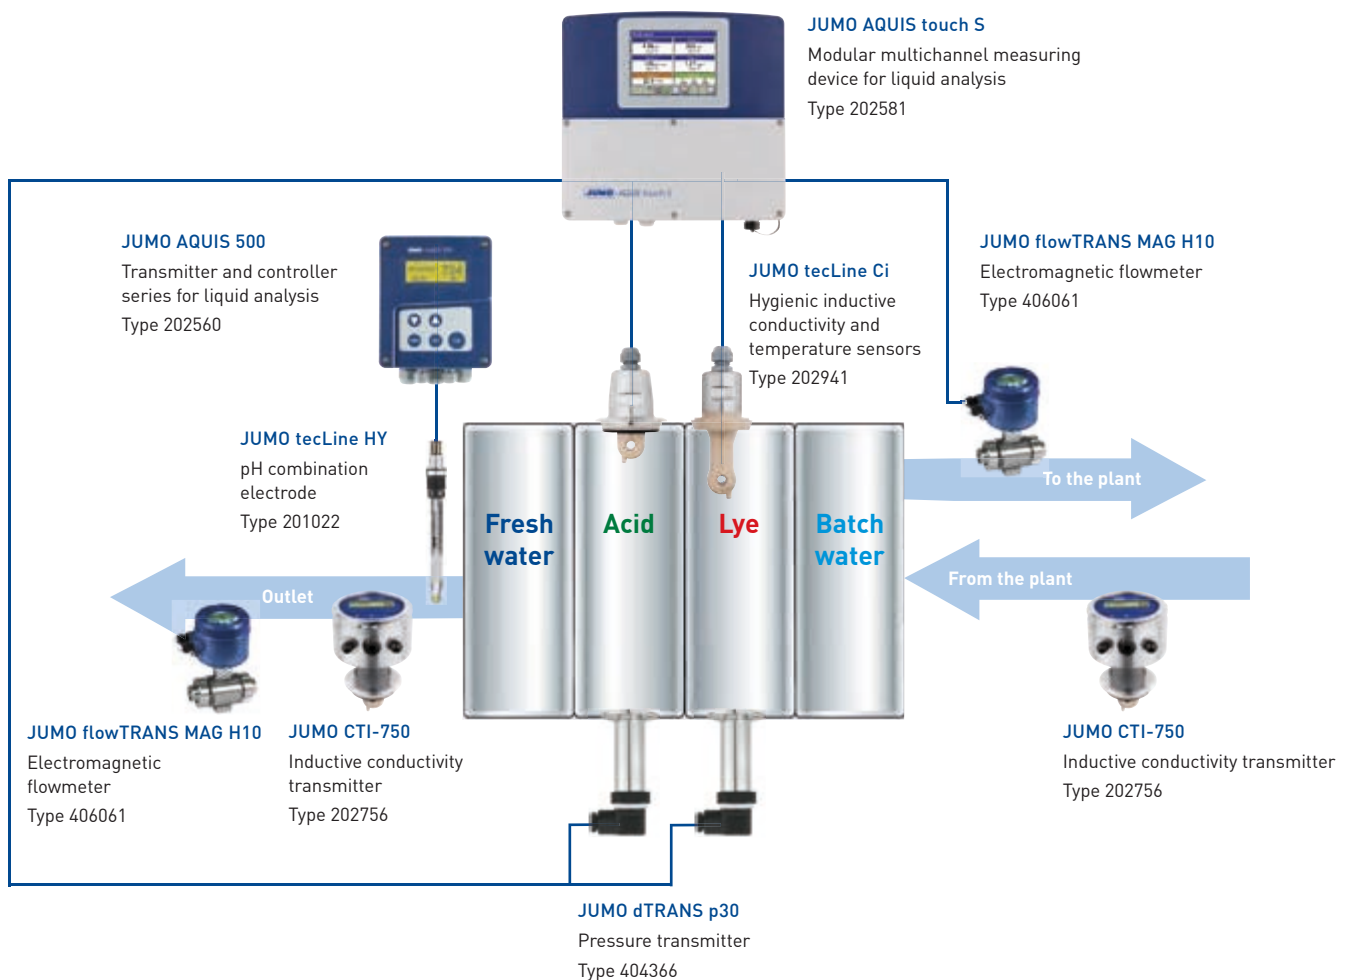 JUMO AQUIS touch S
Modular multichannel measuring
device for liquid analysis
Type 202581
JUMO AQUIS 500
Transmitter and controller
series for liquid analysis
Type 202560
JUMO tecLine Ci
Hygienic inductive
conductivity and
temperature sensors
Type 202941
JUMO flowTRANS MAG H10
Electromagnetic flowmeter
Type 406061
JUMO tecLine HY
pH combination
electrode
Type 201022
Fresh
water
Acid
Lye
Batch
water
To the plant
From the plant
Outlet
JUMO flowTRANS MAG H10
Electromagnetic
flowmeter
Type 406061
JUMO CTI-750
Inductive conductivity
transmitter
Type 202756
JUMO CTI-750
Inductive conductivity transmitter
Type 202756
JUMO dTRANS p30
Pressure transmitter
Type 404366